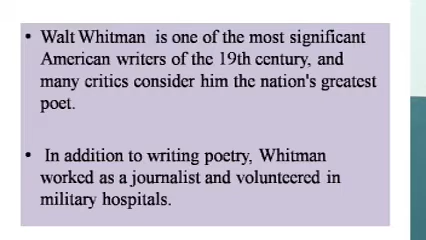 • Walt Whitman is one of the most significant
American writers of the 19th century, and
many critics consider him the nation's greatest
poet.
• In addition to writing poetry, Whitman
worked as a journalist and volunteered in
military hospitals.